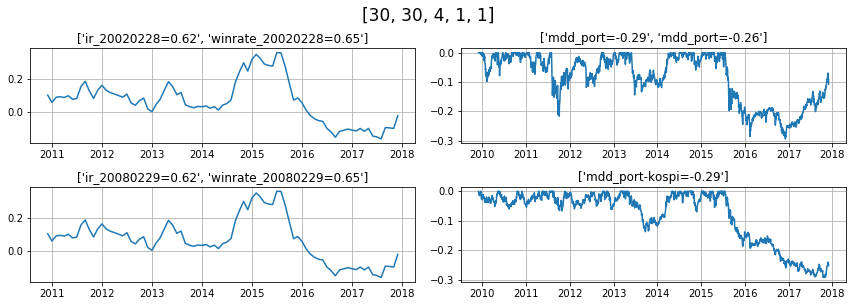 [30, 30, 4, 1, 1]
['ir_20020228=0.62', 'winrate_20020228=0.65']
0.2
0.0
2011 2012 2013 2014 2015 2016 2017 2018
['mdd_port=-0.29', 'mdd_port=-0.26']
0.0
−0.1
−0.2
−0.3
2010 2011 2012 2013 2014 2015 2016 2017 2018
['ir_20080229=0.62', 'winrate_20080229=0.65']
0.2
0.0
2011 2012 2013 2014 2015 2016 2017 2018
['mdd_port-kospi=-0.29']
0.0
−0.1
−0.2
−0.3
2010 2011 2012 2013 2014 2015 2016 2017 2018